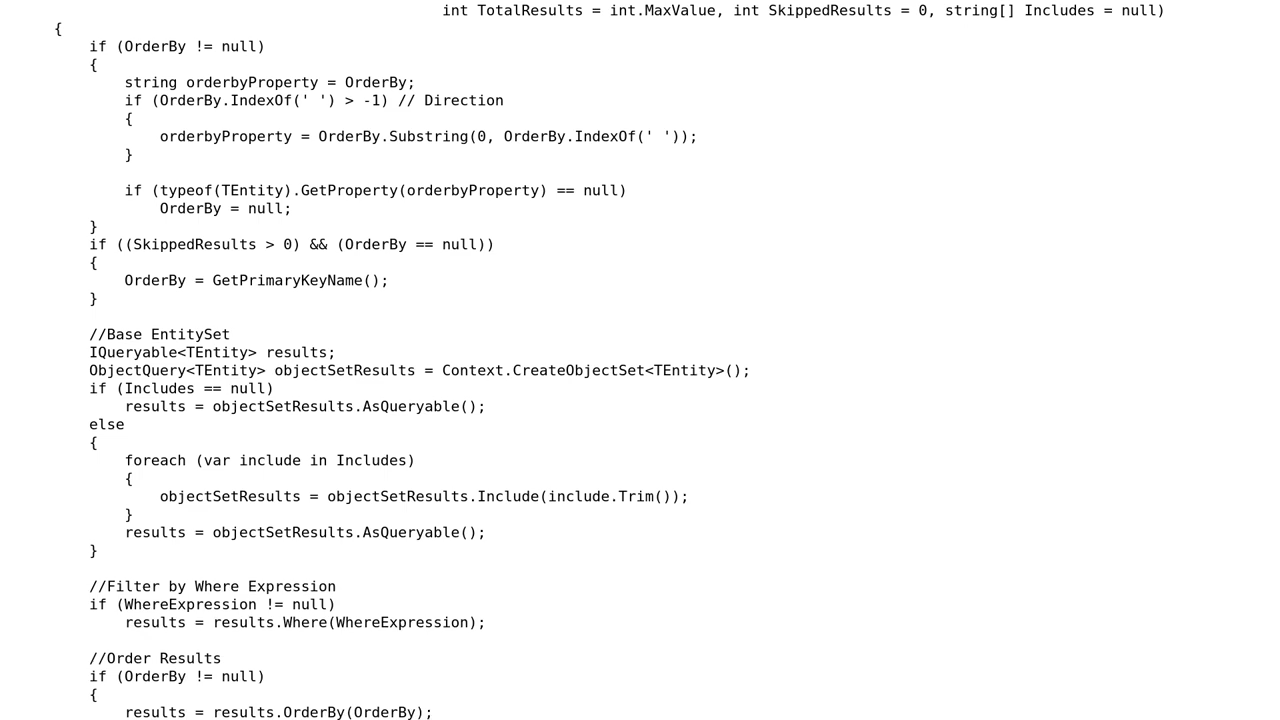 int TotalResults = int.MaxValue, int SkippedResults = 0, string[] Includes = null)
{
if (OrderBy != null)
{
string orderbyProperty = OrderBy;
if (OrderBy.IndexOf(' ') > -1) // Direction
{
orderbyProperty = OrderBy.Substring(0, OrderBy.IndexOf(' '));
}
if (typeof(TEntity).GetProperty(orderbyProperty) == null)
OrderBy = null;
}
if ((SkippedResults > 0) && (OrderBy == null))
{
OrderBy = GetPrimaryKeyName();
}
//Base EntitySet
IQueryable<TEntity> results;
ObjectQuery<TEntity> objectSetResults = Context.CreateObjectSet<TEntity>();
if (Includes == null)
results = objectSetResults.AsQueryable();
else
{
foreach (var include in Includes)
{
objectSetResults = objectSetResults.Include(include.Trim());
}
results = objectSetResults.AsQueryable();
}
//Filter by Where Expression
if (WhereExpression != null)
results = results.Where(WhereExpression);
//Order Results
if (OrderBy != null)
{
results = results.OrderBy(OrderBy);